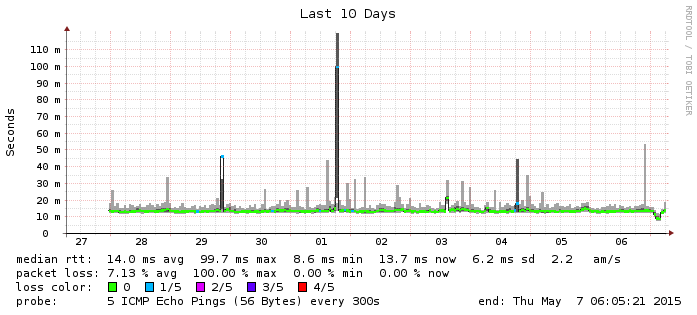 Last 10 Days
RRDTOOL / TOBI OETIKER
Seconds
110 m
100 m
90 m
80 m
70 m
60 m
50 m
40 m
30 m
20 m
10 m
0
27 28 29 30 01 02 03 04 05 06
median rtt: 14.0 ms avg 99.7 ms max 8.6 ms min 13.7 ms now 6.2 ms sd 2.2 am/s
packet loss: 7.13 % avg 100.00 % max 0.00 % min 0.00 % now
loss color: 0 1/5 2/5 3/5 4/5
probe: 5 ICMP Echo Pings (56 Bytes) every 300s end: Thu May 7 06:05:21 2015